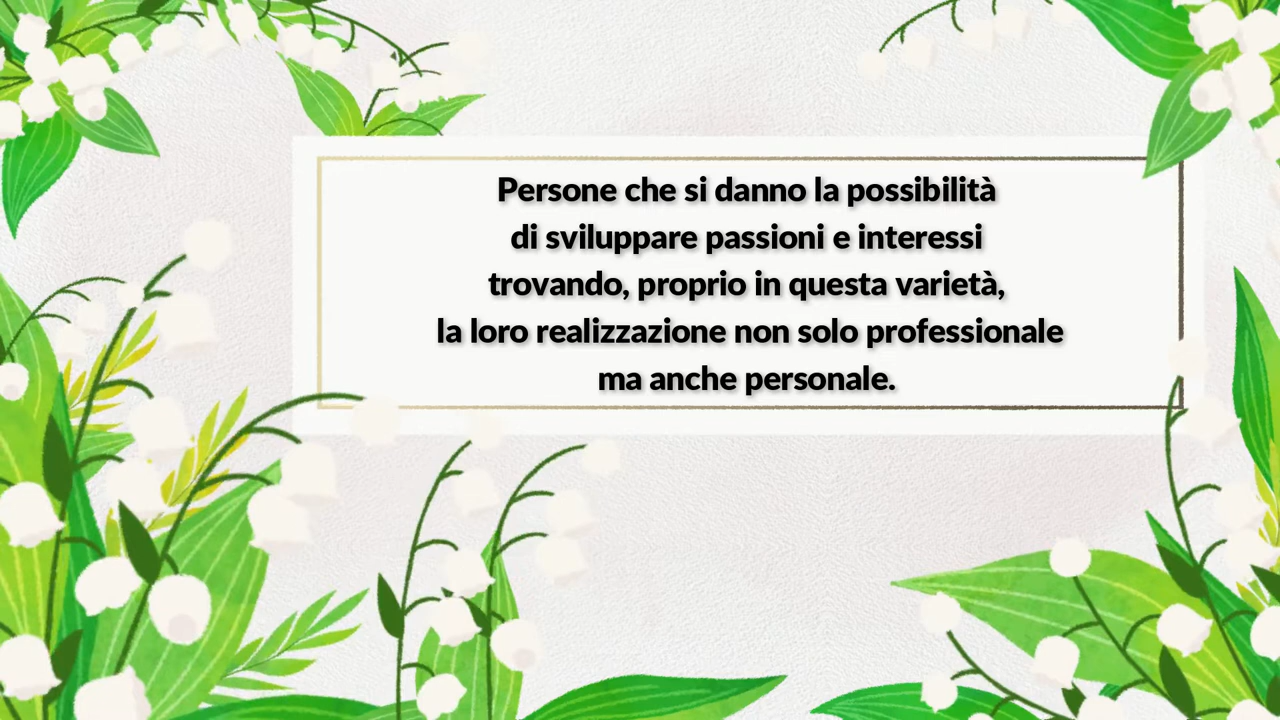 Persone che si danno la possibilità
di sviluppare passioni e interessi
trovando, proprio in questa varietà,
la loro realizzazione non solo professionale
ma anche personale.